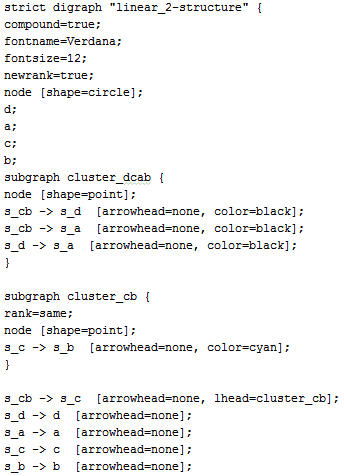 strict digraph "linear_2-structure" {
compound=true;
fontname=Verdana;
fontsize=12;
newrank=true;
node [shape=circle];
d;
a;
c;
b;
subgraph cluster_dcab {
node [shape=point];
s_cb -> s_d  [arrowhead=none, color=black];
s_cb -> s_a  [arrowhead=none, color=black];
s_d -> s_a  [arrowhead=none, color=black];
}
subgraph cluster_cb {
rank=same;
node [shape=point];
s_c -> s_b  [arrowhead=none, color=cyan];
}
s_cb -> s_c  [arrowhead=none, lhead=cluster_cb];
s_d -> d  [arrowhead=none];
s_a -> a  [arrowhead=none];
s_c -> c  [arrowhead=none];
s_b -> b  [arrowhead=none];